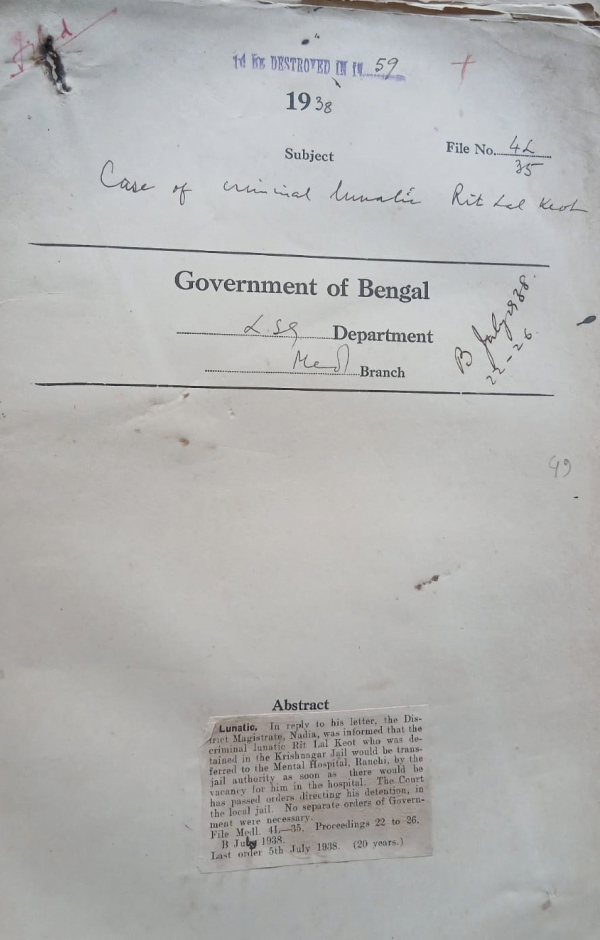 Filed
TO BE DESTROYED IN 59
1938
Subject
File No. 4L
35
Case of criminal lunatic Rit Lal Keot
Government of Bengal
L.S.G Department
Medl Branch
B July 1938.
22-26
49
Abstract
Lunatic. In reply to his letter, the Dis-
trict Magistrate, Nadia, was informed that the
criminal lunatic Rit Lal Keot who was de-
tained in the Krishnagar Jail would be trans-
ferred to the Mental Hospital, Ranchi, by the
jail authority as soon as there would be
vacancy for him in the hospital. The Court
has passed orders directing his detention, in
the local jail. No separate orders of Govern-
ment were necessary.
File Medl. 4L—35. Proceedings 22 to 26.
B July 1938.
Last order 5th July 1938. (20 years.)